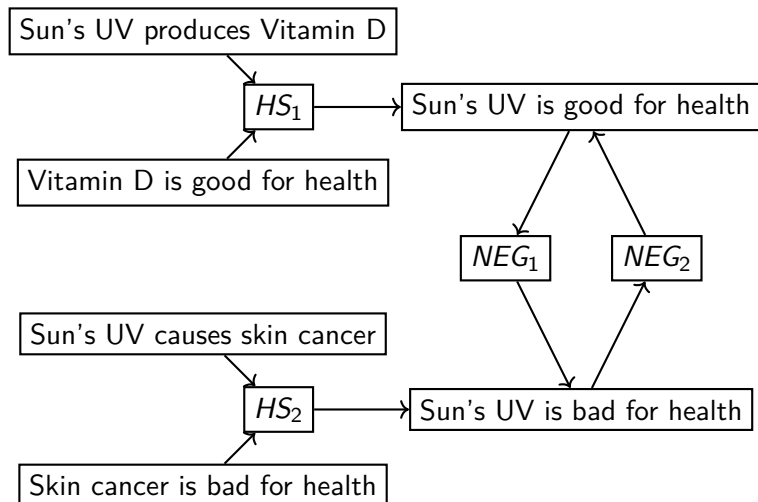 Sun's UV produces Vitamin D
HS₁
Sun's UV is good for health
Vitamin D is good for health
NEG₁
NEG₂
Sun's UV causes skin cancer
HS₂
Sun's UV is bad for health
Skin cancer is bad for health